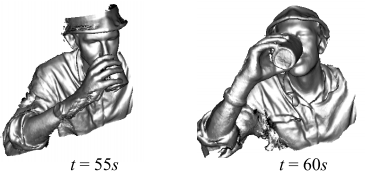 t = 55s
t = 60s